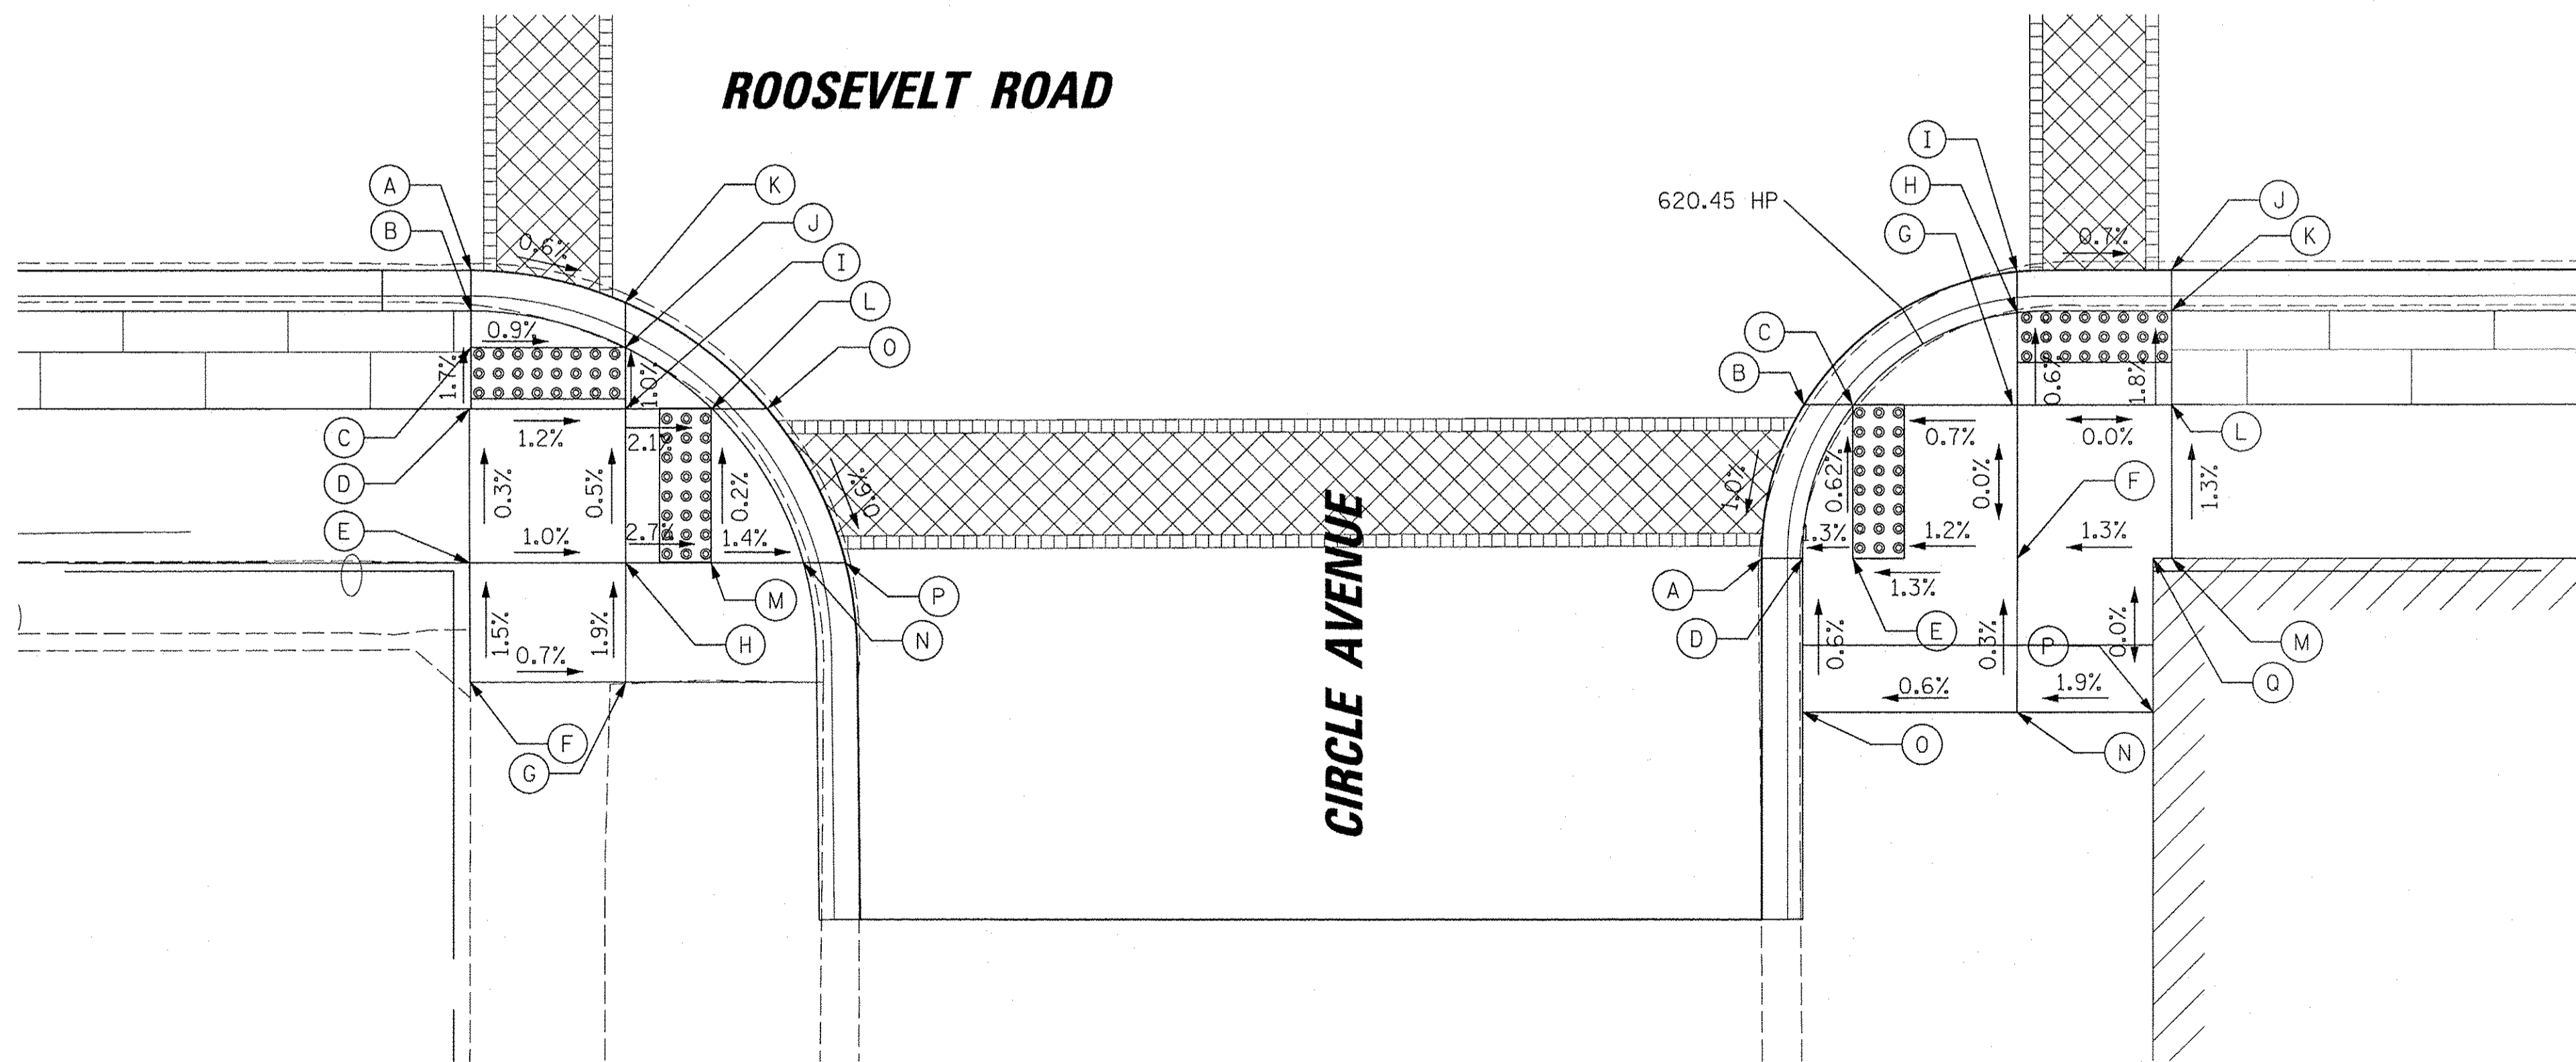 ROOSEVELT ROAD
CIRCLE AVENUE
620.45 HP
A
B
K
J
I
L
O
C
D
E
F
G
H
M
N
P
0.6%
0.9%
1.7%
1.0%
1.2%
2.1%
0.3%
0.5%
0.2%
1.0%
2.7%
1.4%
0.6%
1.5%
1.9%
0.7%
I
H
G
C
B
J
K
L
F
A
D
E
P
M
Q
O
N
0.7%
0.6%
1.8%
0.7%
0.0%
1.0%
0.62%
0.0%
1.3%
1.3%
1.2%
1.3%
1.3%
0.6%
0.3%
0.0%
0.6%
1.9%